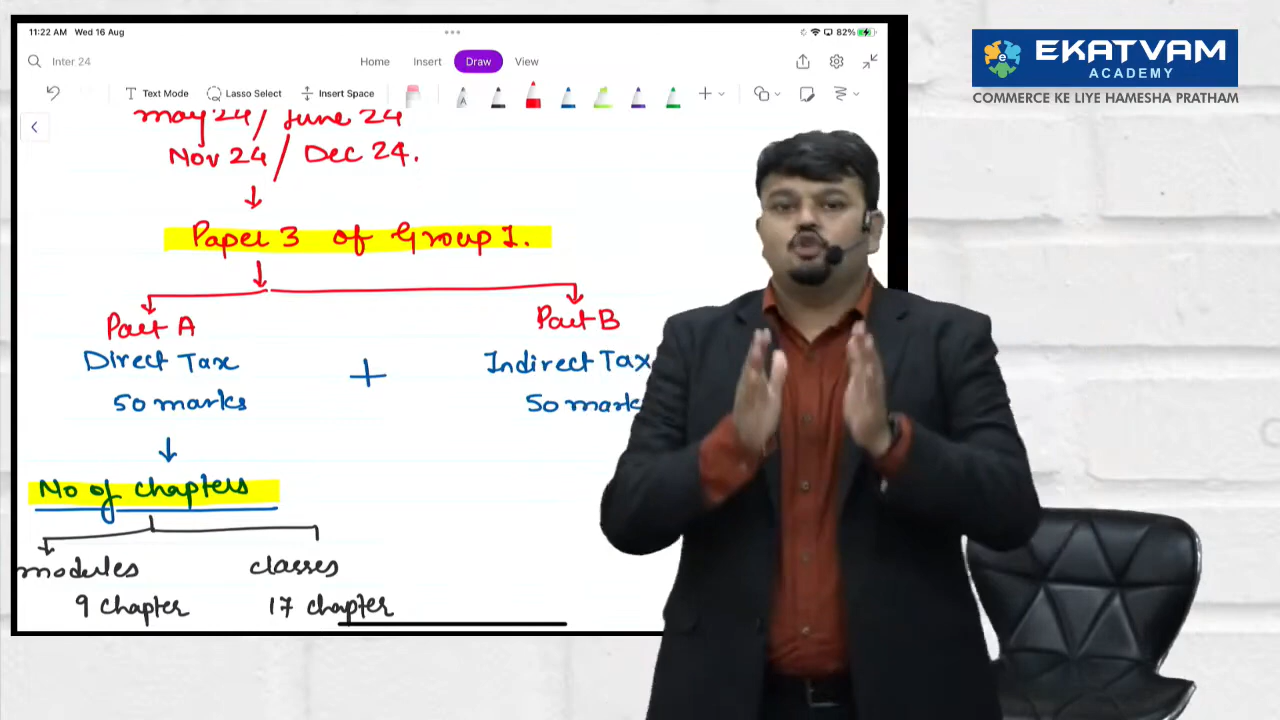 11:22 AM Wed 16 Aug
82%
Inter 24
Home Insert Draw View
Text Mode Lasso Select Insert Space
may 24 / June 24
Nov 24 / Dec 24.
Paper 3 of Group I.
Part A Part B
Direct Tax + Indirect Tax
50 marks 50 mark
No of chapters
modules classes
9 chapter 17 chapter
EKATVAM
ACADEMY
COMMERCE KE LIYE HAMESHA PRATHAM